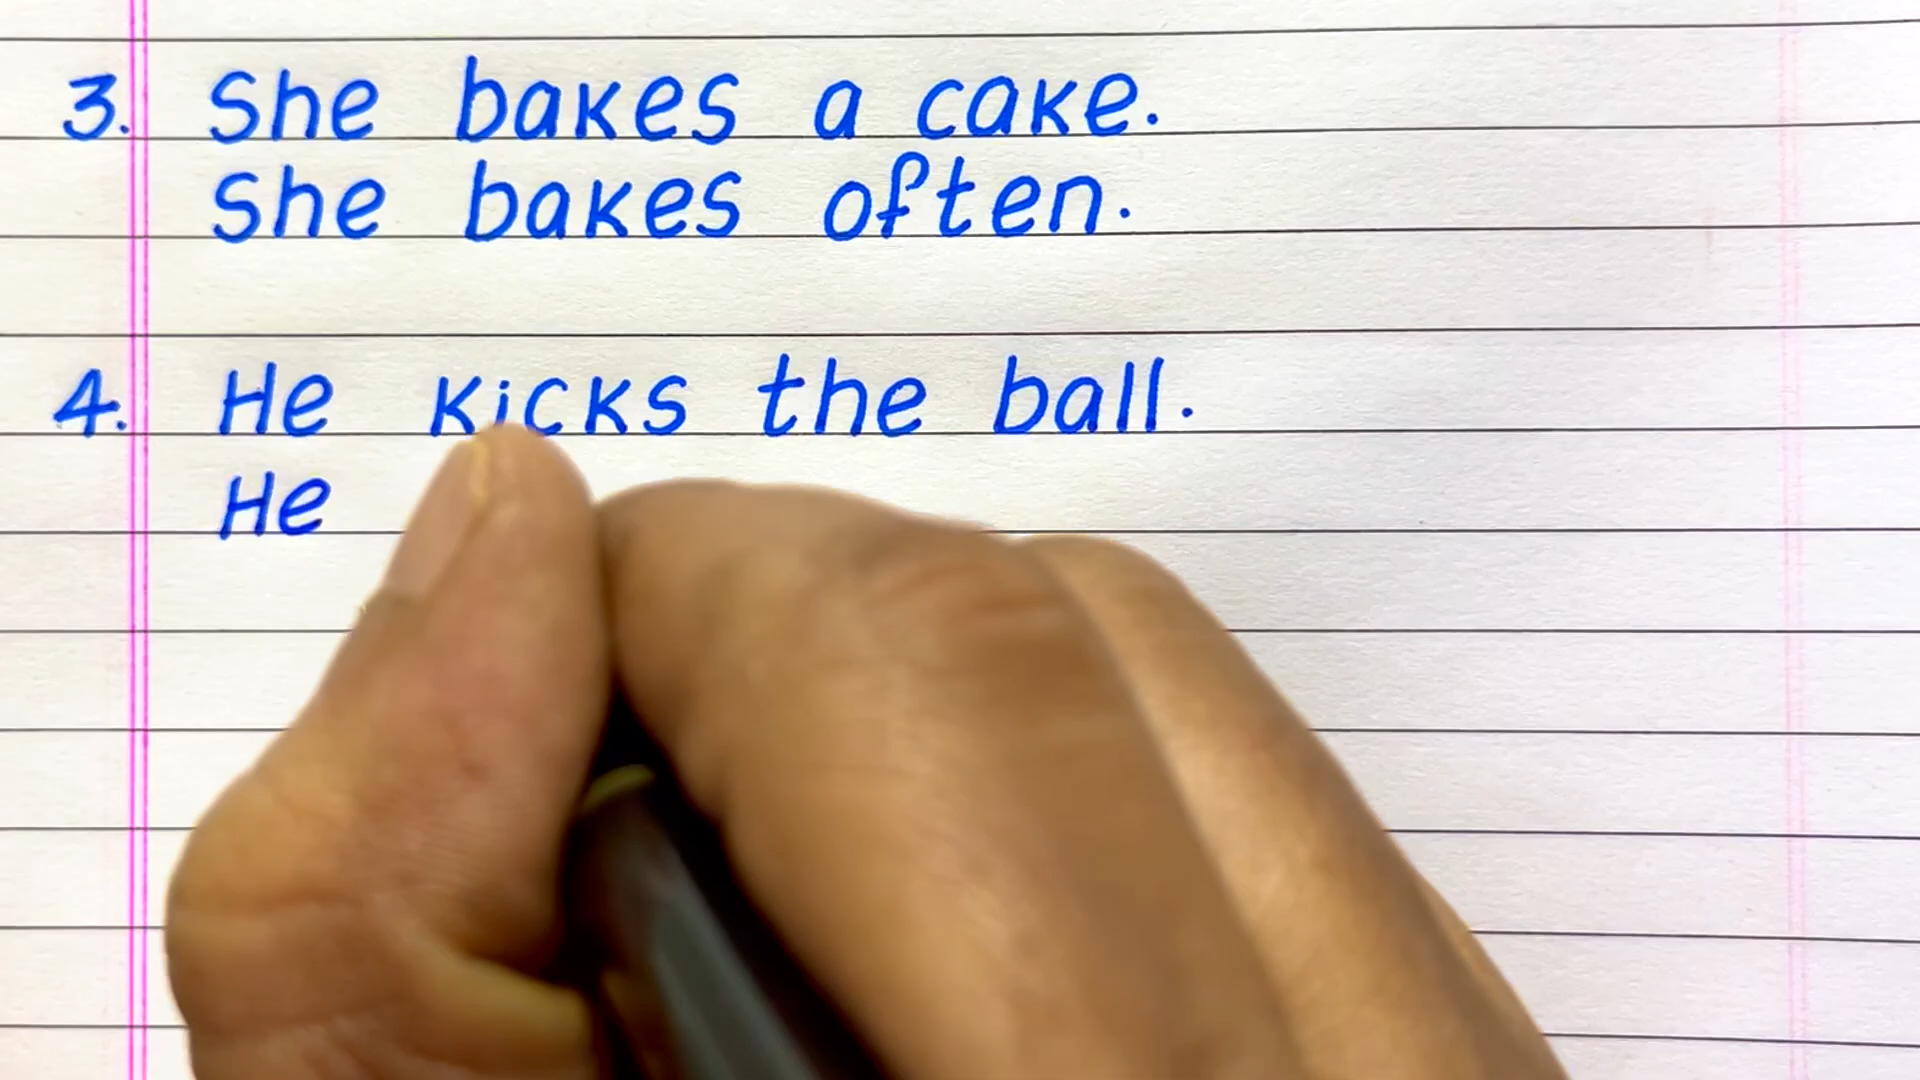 3. She bakes a cake.
She bakes often.
4. He kicks the ball.
He